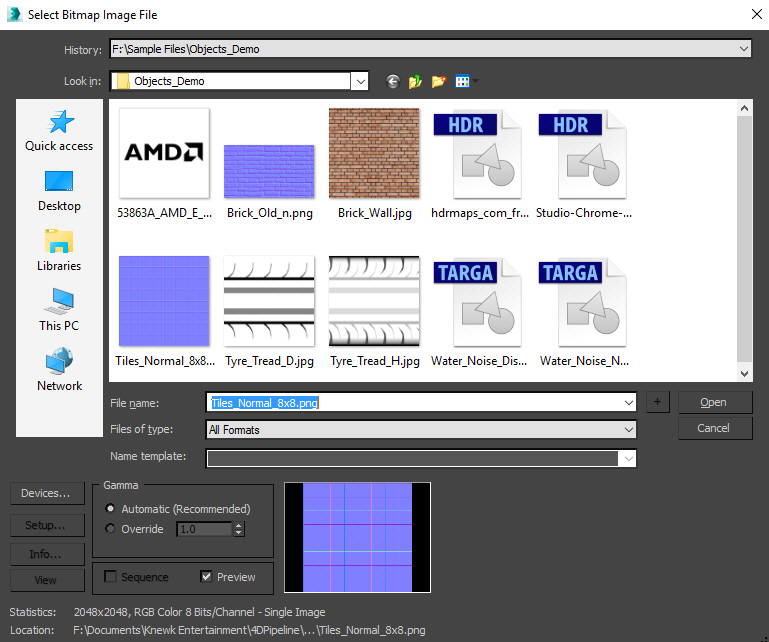 Select Bitmap Image File
History: F:\Sample Files\Objects_Demo
Look in: Objects_Demo
Quick access
Desktop
Libraries
This PC
Network
AMD
HDR
HDR
53863A_AMD_E_...
Brick_Old_n.png
Brick_Wall.jpg
hdrmaps_com_fr...
Studio-Chrome-...
TARGA
TARGA
Tiles_Normal_8x8...
Tyre_Tread_D.jpg
Tyre_Tread_H.jpg
Water_Noise_Dis...
Water_Noise_N...
File name: Tiles_Normal_8x8.png + Open
Files of type: All Formats Cancel
Name template:
Devices...
Setup...
Info...
View
Gamma
Automatic (Recommended)
Override 1.0
Sequence Preview
Statistics: 2048x2048, RGB Color 8 Bits/Channel - Single Image
Location: F:\Documents\Knewk Entertainment\4DPipeline\...\Tiles_Normal_8x8.png